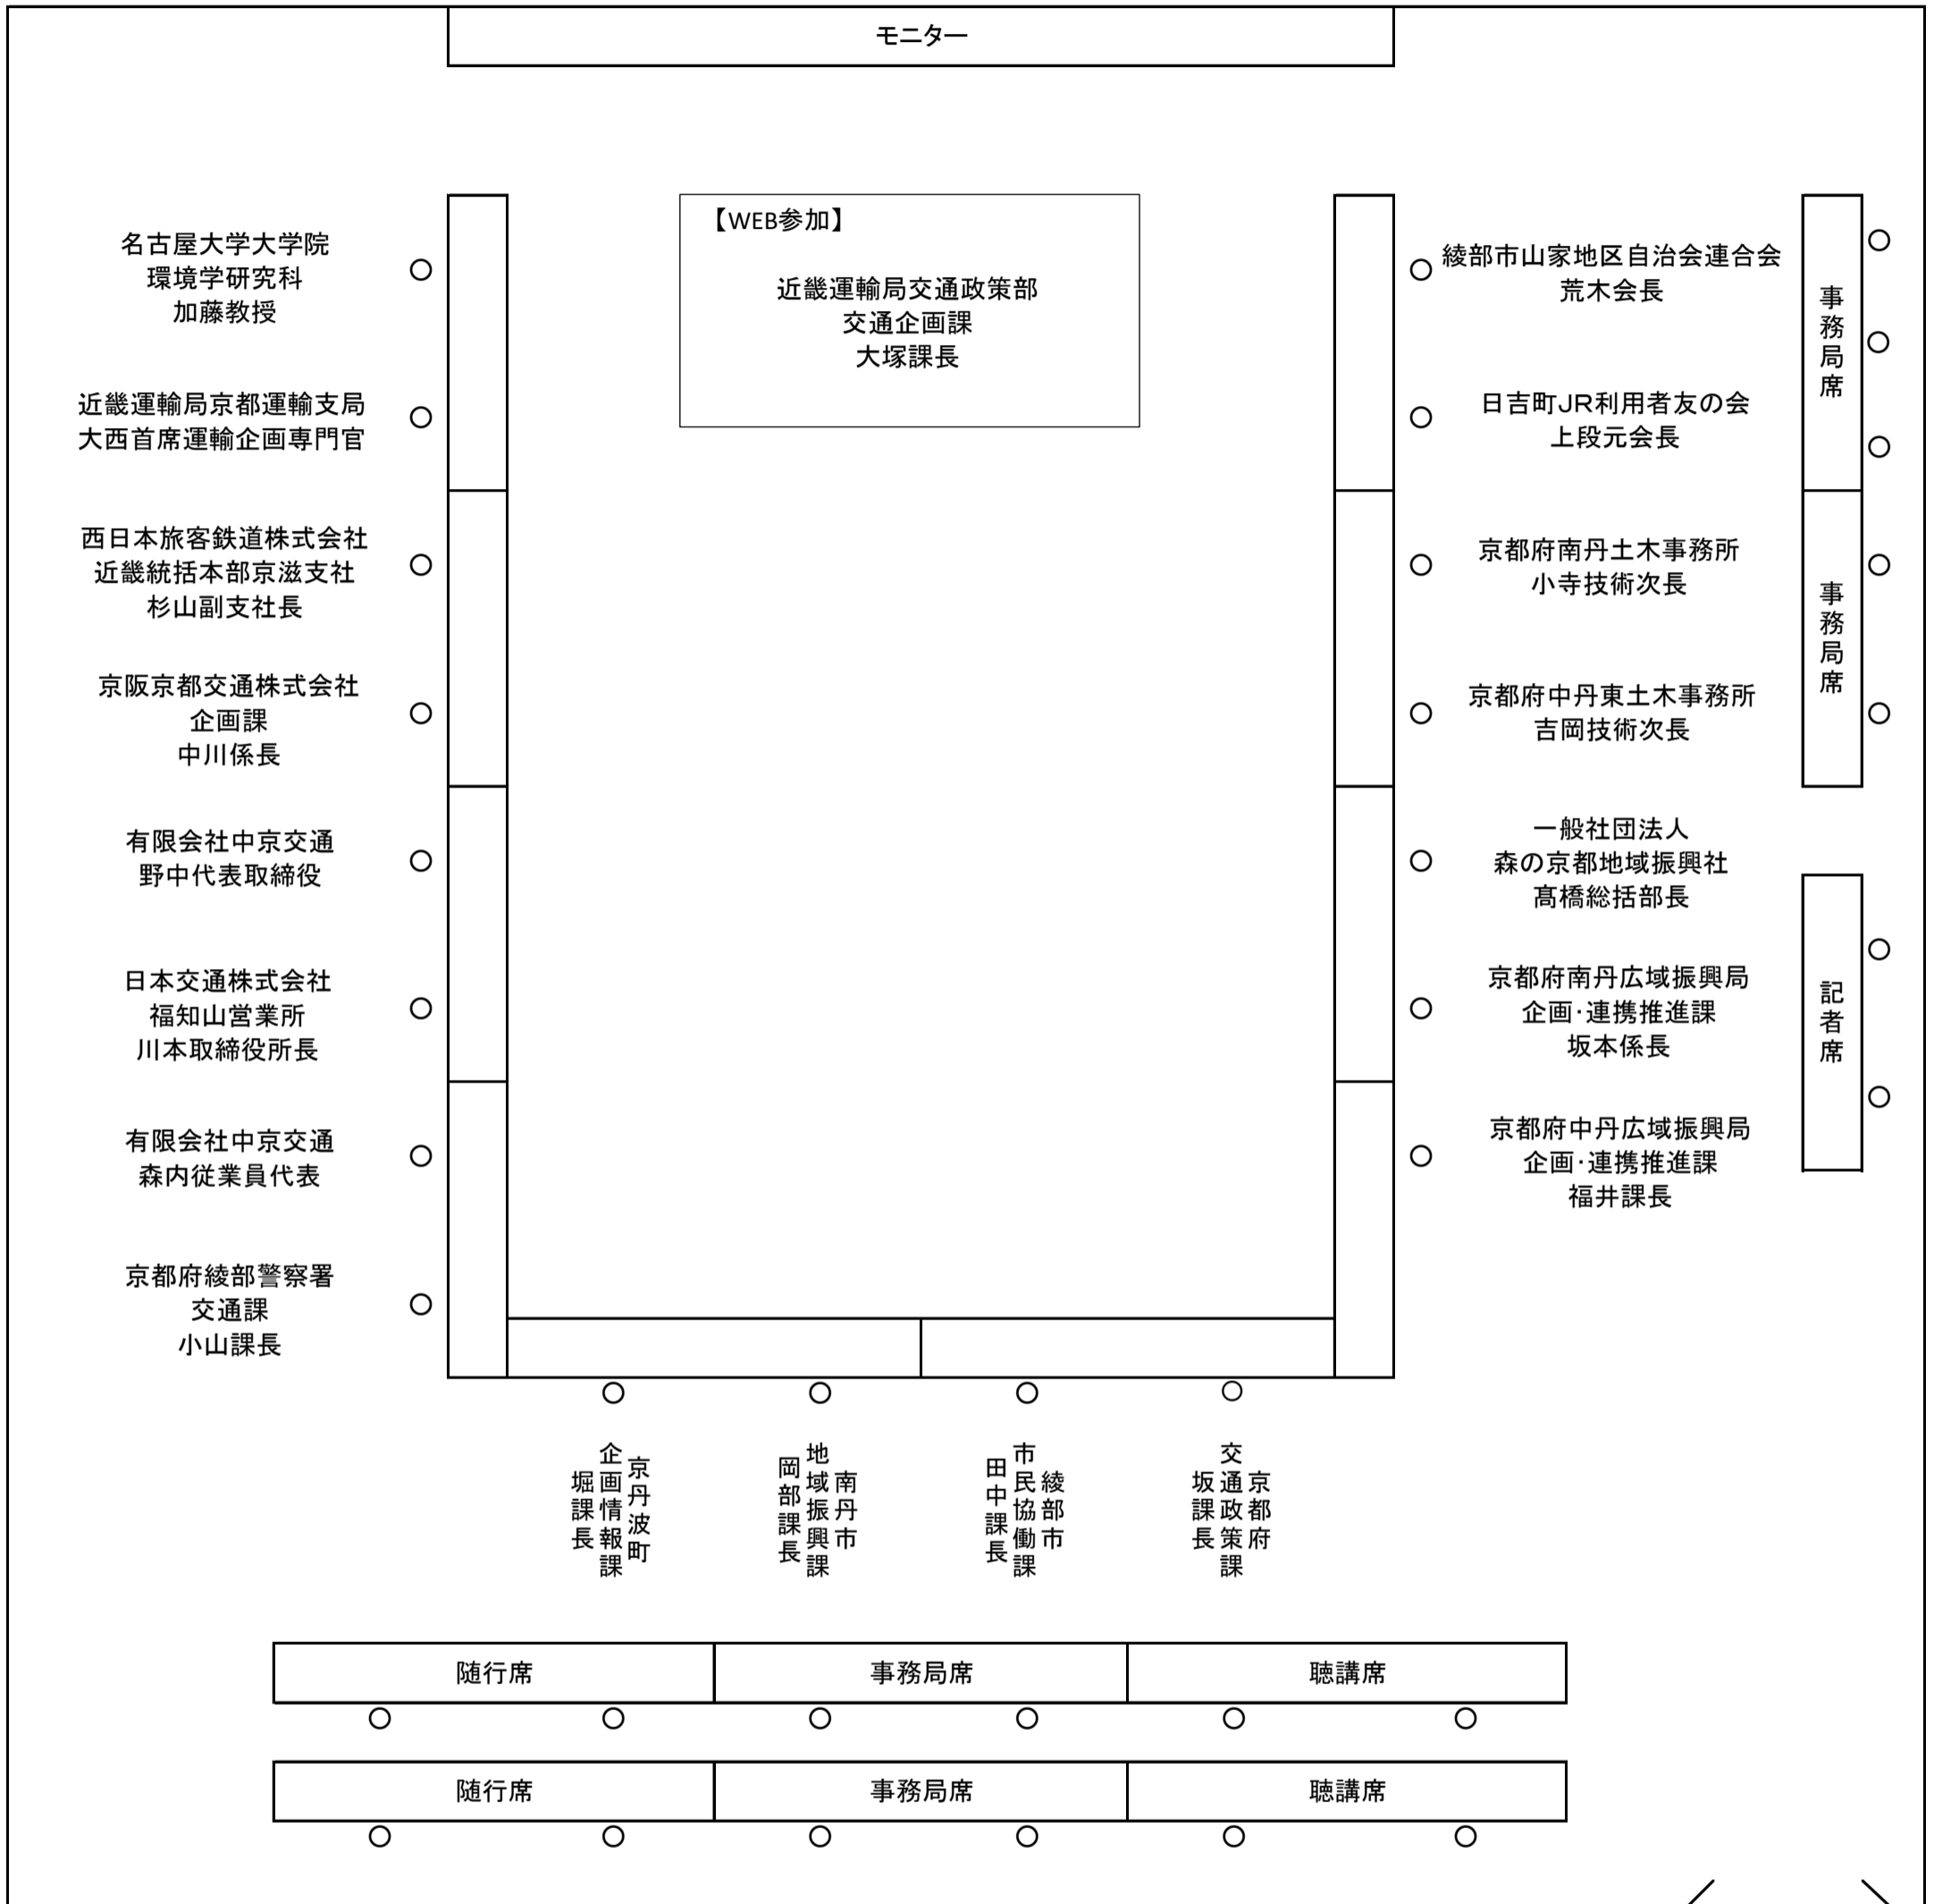 モニター
【WEB参加】
近畿運輸局交通政策部
交通企画課
大塚課長
名古屋大学大学院
環境学研究科
加藤教授
近畿運輸局京都運輸支局
大西首席運輸企画専門官
西日本旅客鉄道株式会社
近畿統括本部京滋支社
杉山副支社長
京阪京都交通株式会社
企画課
中川係長
有限会社中京交通
野中代表取締役
日本交通株式会社
福知山営業所
川本取締役所長
有限会社中京交通
森内従業員代表
京都府綾部警察署
交通課
小山課長
綾部市山家地区自治会連合会
荒木会長
日吉町JR利用者友の会
上段元会長
京都府南丹土木事務所
小寺技術次長
京都府中丹東土木事務所
吉岡技術次長
一般社団法人
森の京都地域振興社
髙橋総括部長
京都府南丹広域振興局
企画・連携推進課
坂本係長
京都府中丹広域振興局
企画・連携推進課
福井課長
事務局席
事務局席
記者席
京都府
交通政策課
坂課長
綾部市
市民協働課
田中課長
南丹市
地域振興課
岡部課長
京丹波町
企画情報課
堀課長
随行席
事務局席
聴講席
随行席
事務局席
聴講席